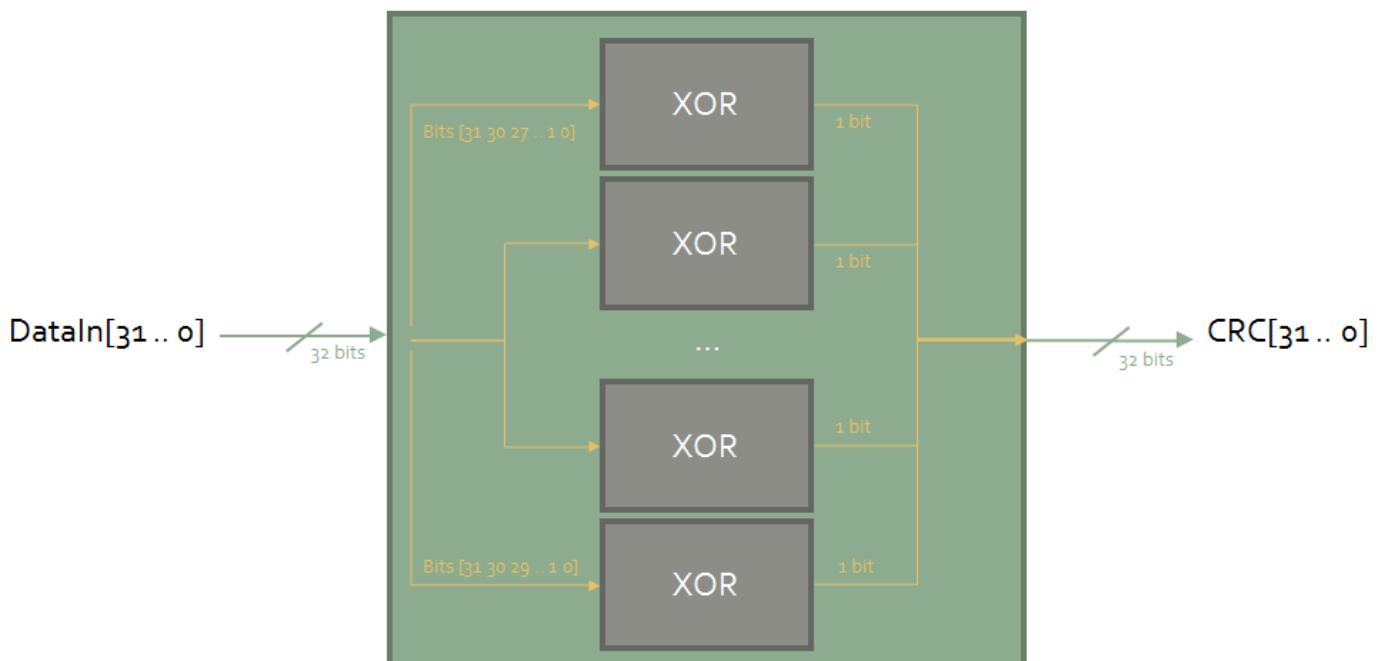 XOR
Bits [31 30 27 .. 1 0]
1 bit
XOR
1 bit
DataIn[31 .. 0]
32 bits
...
CRC[31 .. 0]
32 bits
XOR
1 bit
XOR
Bits [31 30 29 .. 1 0]
1 bit